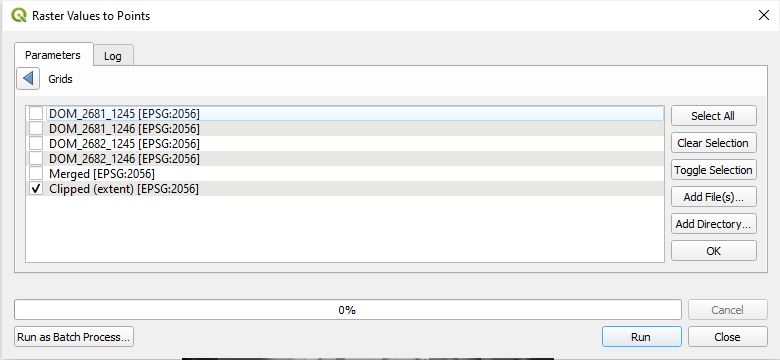 Raster Values to Points
Parameters
Log
Grids
DOM_2681_1245 [EPSG:2056]
DOM_2681_1246 [EPSG:2056]
DOM_2682_1245 [EPSG:2056]
DOM_2682_1246 [EPSG:2056]
Merged [EPSG:2056]
Clipped (extent) [EPSG:2056]
Select All
Clear Selection
Toggle Selection
Add File(s)...
Add Directory...
OK
0%
Cancel
Run as Batch Process...
Run
Close